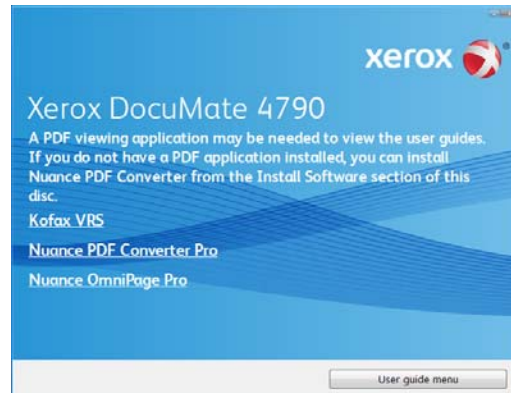 xerox
Xerox DocuMate 4790
A PDF viewing application may be needed to view the user guides.
If you do not have a PDF application installed, you can install
Nuance PDF Converter from the Install Software section of this
disc.
Kofax VRS
Nuance PDF Converter Pro
Nuance OmniPage Pro
User guide menu